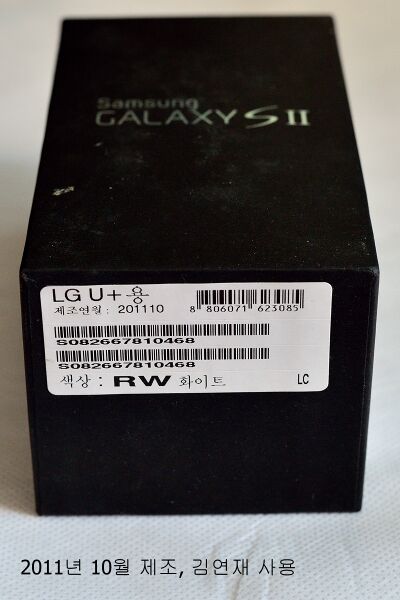 Samsung
GALAXY S II
LG U+용
제조연월 : 201110
8 806071 623085
S082667810468
S082667810468
색상 : RW 화이트
LC
2011년 10월 제조, 김연재 사용